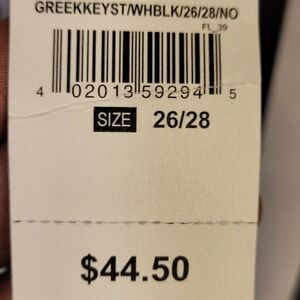 GREEKKEYST/WHBLK/26/28/NO
FL_39
4 02013 59294 5
SIZE 26/28
$44.50